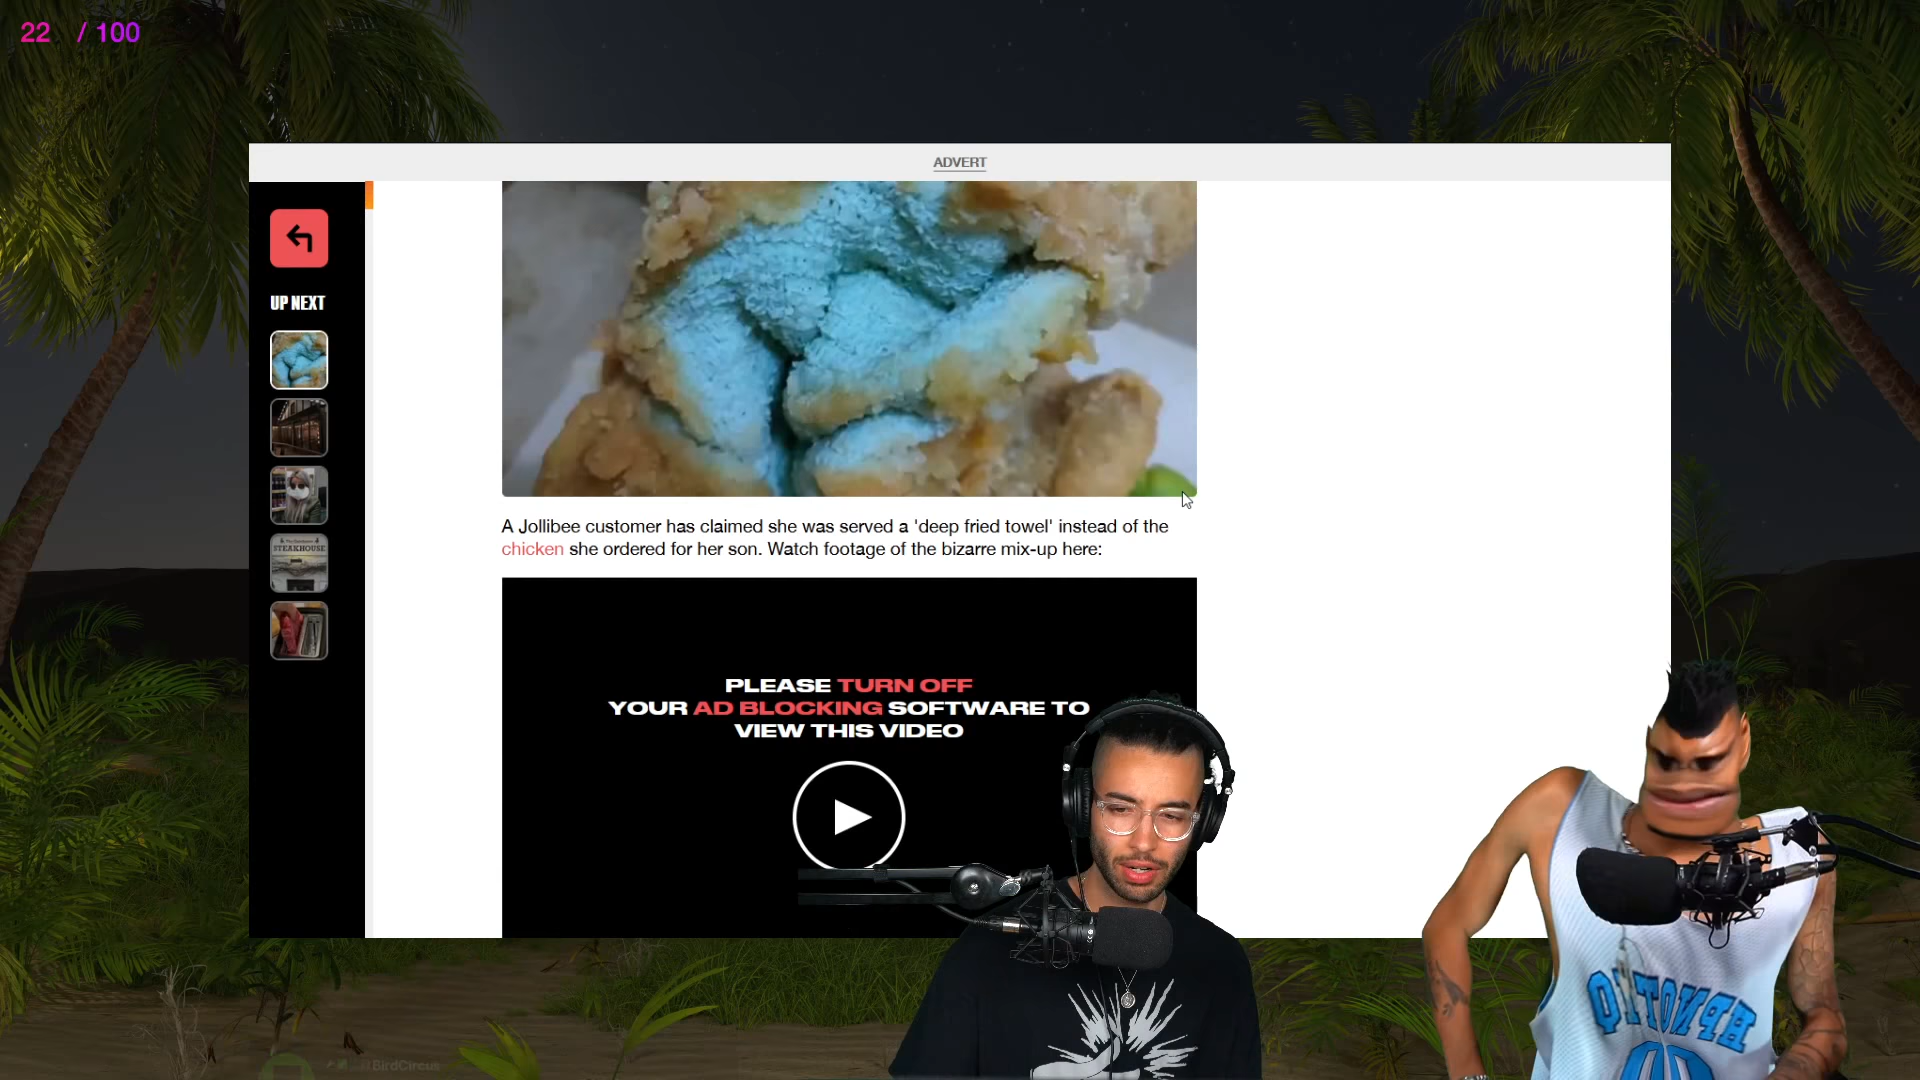 22 / 100
ADVERT
UP NEXT
STEAKHOUSE
A Jollibee customer has claimed she was served a 'deep fried towel' instead of the
chicken she ordered for her son. Watch footage of the bizarre mix-up here:
PLEASE TURN OFF
YOUR AD BLOCKING SOFTWARE TO
VIEW THIS VIDEO
BirdCircus